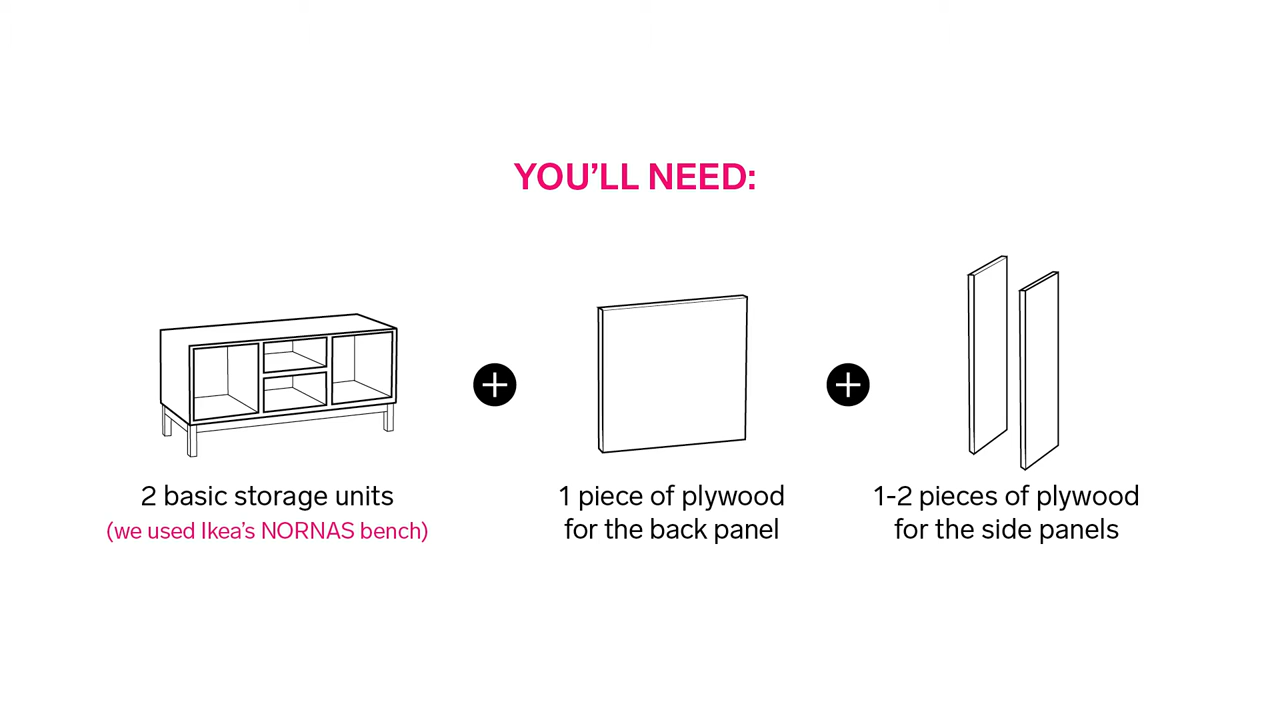 YOU'LL NEED:
2 basic storage units
(we used Ikea's NORNAS bench)
1 piece of plywood
for the back panel
1-2 pieces of plywood
for the side panels